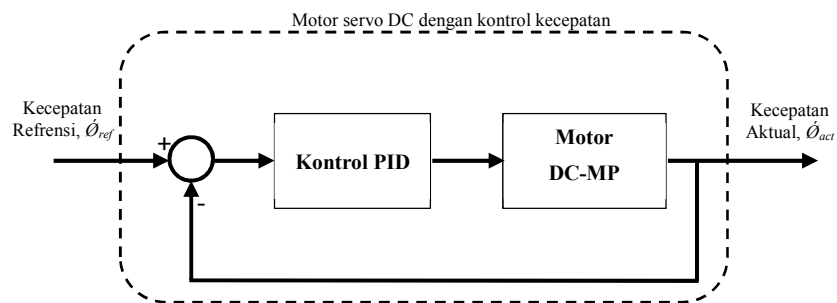 Motor servo DC dengan kontrol kecepatan
Kecepatan
Refrensi, Ǿref
+
-
Kontrol PID
Motor
DC-MP
Kecepatan
Aktual, Ǿact